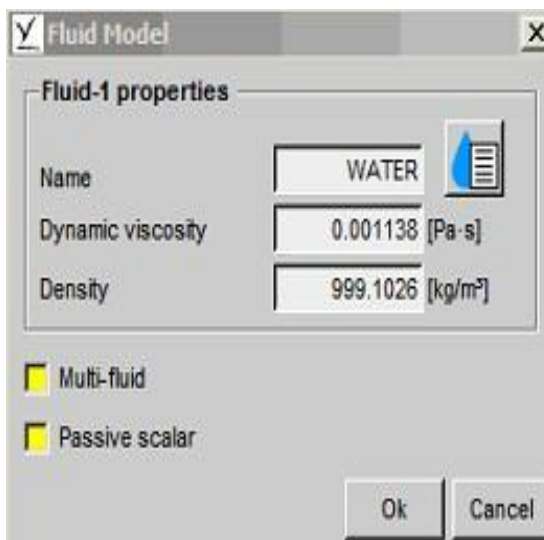 Fluid Model
Fluid-1 properties
Name WATER
Dynamic viscosity 0.001138 [Pa·s]
Density 999.1026 [kg/m³]
Multi-fluid
Passive scalar
Ok Cancel